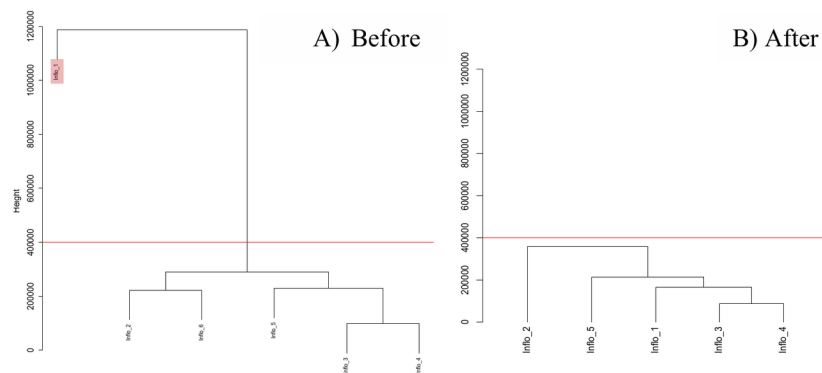 A) Before
Height
1200000
1000000
800000
600000
400000
200000
0
Inflo_1
Inflo_2
Inflo_6
Inflo_5
Inflo_3
Inflo_4
B) After
1200000
1000000
800000
600000
400000
200000
0
Inflo_2
Inflo_5
Inflo_1
Inflo_3
Inflo_4